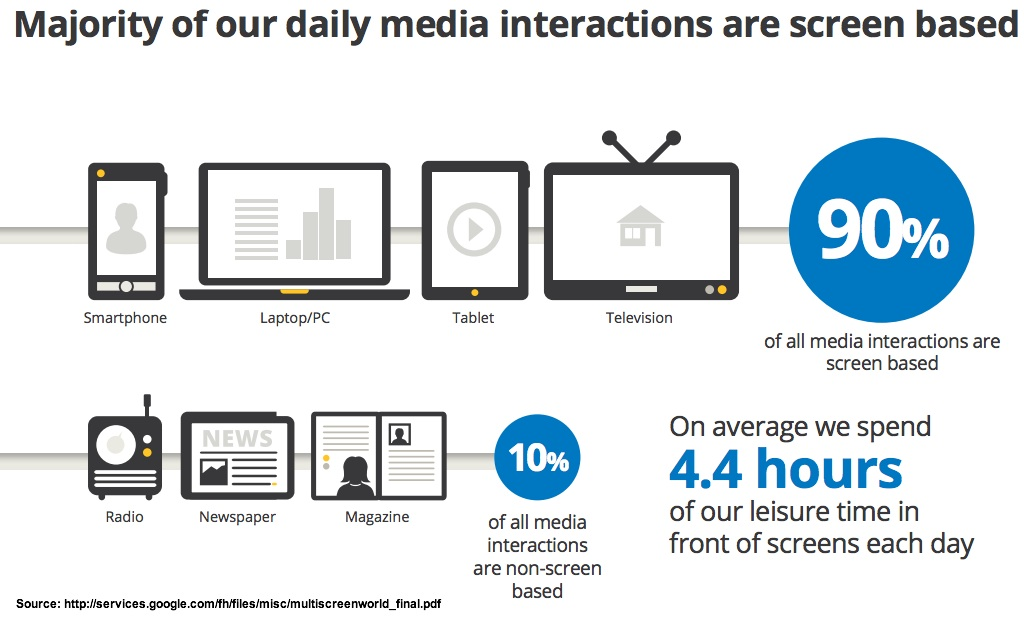 Majority of our daily media interactions are screen based
Smartphone
Laptop/PC
Tablet
Television
90%
of all media interactions are
screen based
NEWS
Radio
Newspaper
Magazine
10%
of all media
interactions
are non-screen
based
On average we spend
4.4 hours
of our leisure time in
front of screens each day
Source: http://services.google.com/fh/files/misc/multiscreenworld_final.pdf